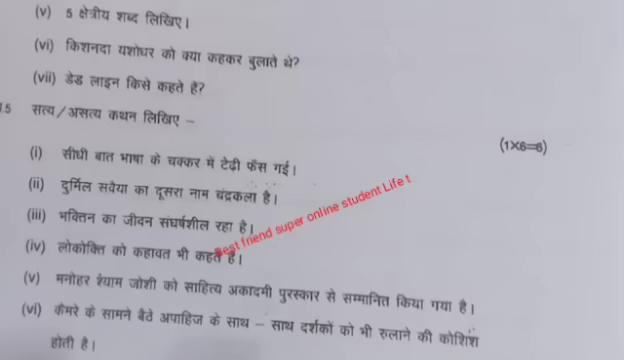 (v) 5 क्षेत्रीय शब्द लिखिए।
(vi) किशनदा यशोधर को क्या कहकर बुलाते थे?
(vii) डेड लाइन किसे कहते है?
1.5 सत्य/असत्य कथन लिखिए –
(1×6=6)
(i) सीधी बात भाषा के चक्कर में टेढ़ी फँस गई।
(ii) दुर्मिल सवैया का दूसरा नाम चंद्रकला है।
(iii) भक्तिन का जीवन संघर्षशील रहा है।
(iv) लोकोक्ति को कहावत भी कहते है।
Best friend super online student Life t
(v) मनोहर श्याम जोशी को साहित्य अकादमी पुरस्कार से सम्मानित किया गया है।
(vi) कैमरे के सामने बैठे अपाहिज के साथ – साथ दर्शकों को भी रुलाने की कोशिश
होती है।